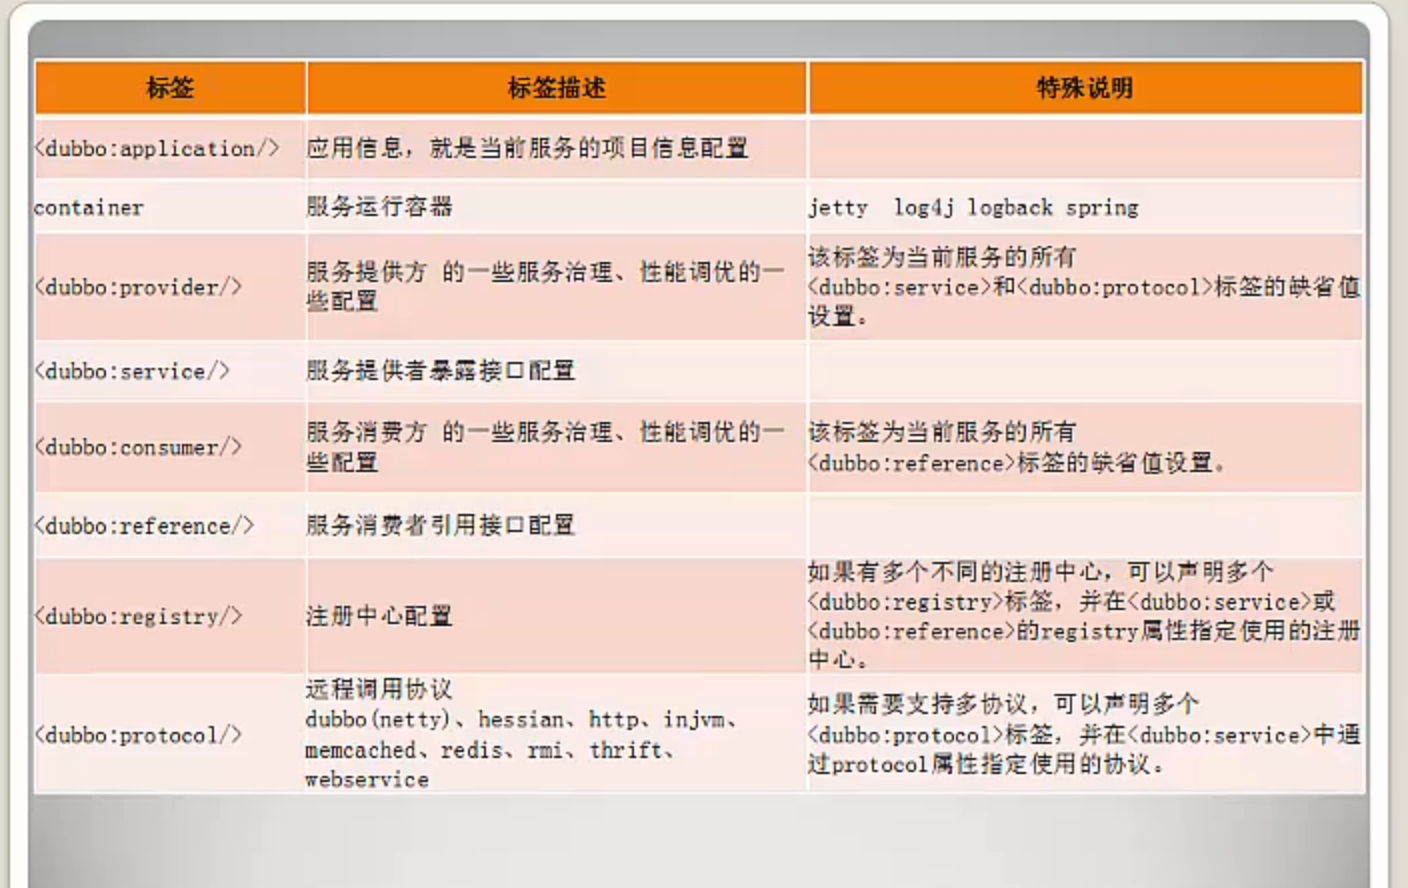 标签 标签描述 特殊说明
<dubbo:application/> 应用信息，就是当前服务的项目信息配置
container 服务运行容器 jetty log4j logback spring
<dubbo:provider/>
服务提供方 的一些服务治理、性能调优的一
些配置
该标签为当前服务的所有
<dubbo:service>和<dubbo:protocol>标签的缺省值
设置。
<dubbo:service/> 服务提供者暴露接口配置
<dubbo:consumer/>
服务消费方 的一些服务治理、性能调优的一
些配置
该标签为当前服务的所有
<dubbo:reference>标签的缺省值设置。
<dubbo:reference/> 服务消费者引用接口配置
<dubbo:registry/> 注册中心配置
如果有多个不同的注册中心，可以声明多个
<dubbo:registry>标签，并在<dubbo:service>或
<dubbo:reference>的registry属性指定使用的注册
中心。
<dubbo:protocol/>
远程调用协议
dubbo(netty)、hessian、http、injvm、
memcached、redis、rmi、thrift、
webservice
如果需要支持多协议，可以声明多个
<dubbo:protocol>标签，并在<dubbo:service>中通
过protocol属性指定使用的协议。